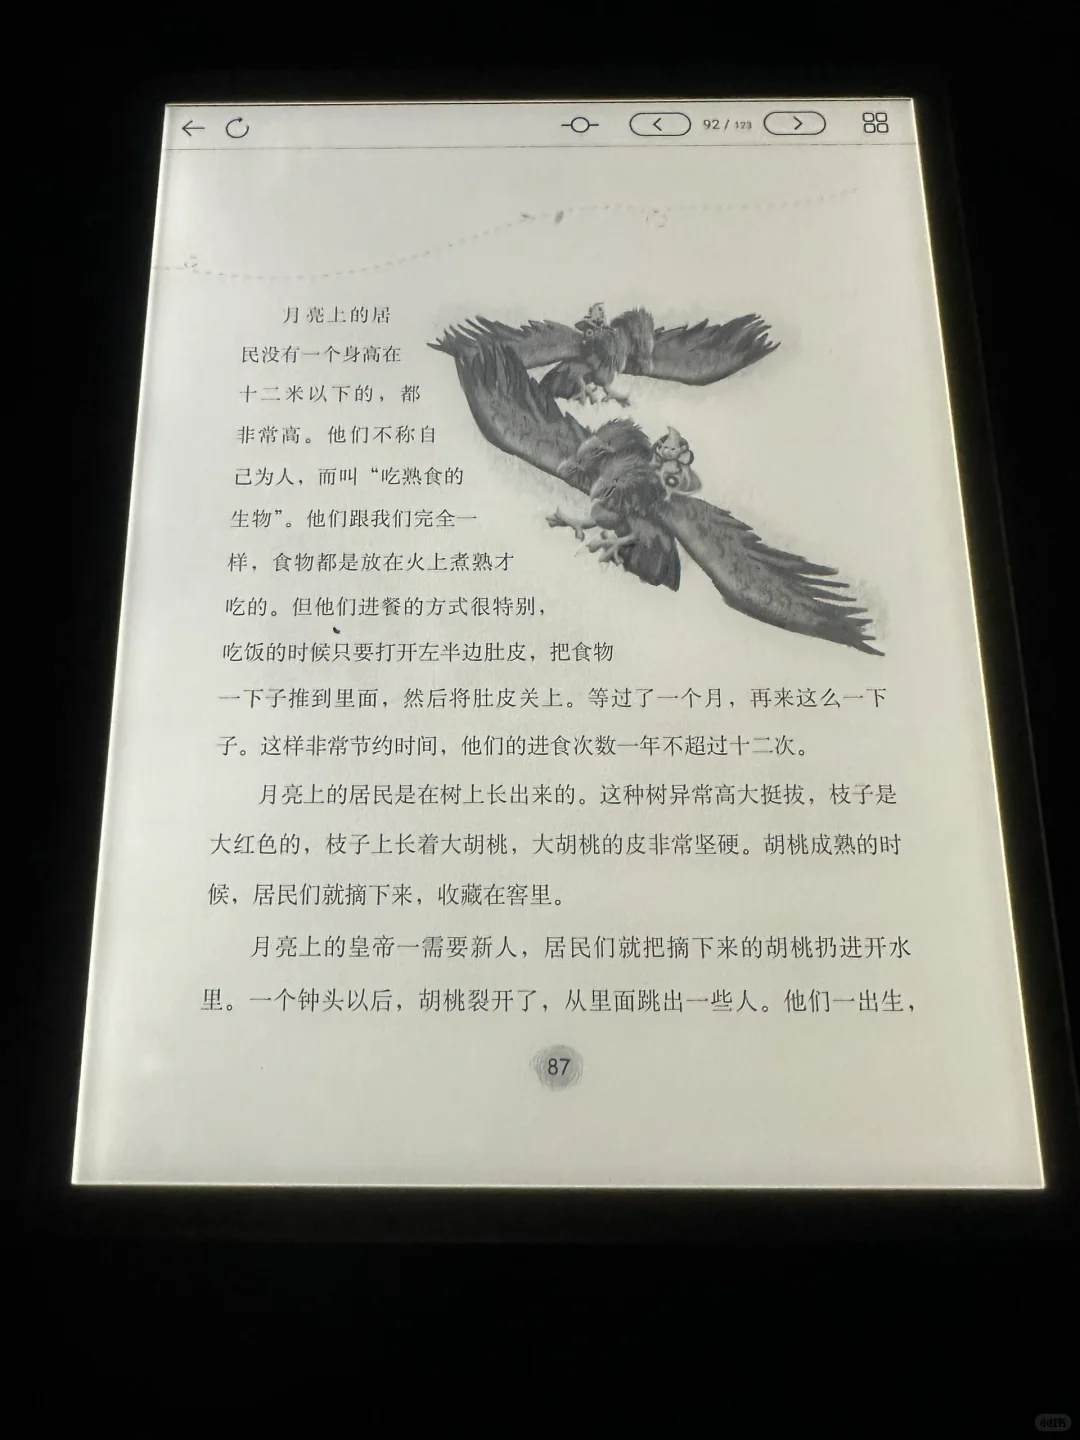 92 / 123
月亮上的居
民没有一个身高在
十二米以下的，都
非常高。他们不称自
己为人，而叫“吃熟食的
生物”。他们跟我们完全一
样，食物都是放在火上煮熟才
吃的。但他们进餐的方式很特别，
吃饭的时候只要打开左半边肚皮，把食物
一下子推到里面，然后将肚皮关上。等过了一个月，再来这么一下
子。这样非常节约时间，他们的进食次数一年不超过十二次。
月亮上的居民是在树上长出来的。这种树异常高大挺拔，枝子是
大红色的，枝子上长着大胡桃，大胡桃的皮非常坚硬。胡桃成熟的时
候，居民们就摘下来，收藏在窖里。
月亮上的皇帝一需要新人，居民们就把摘下来的胡桃扔进开水
里。一个钟头以后，胡桃裂开了，从里面跳出一些人。他们一出生，
87
小红书